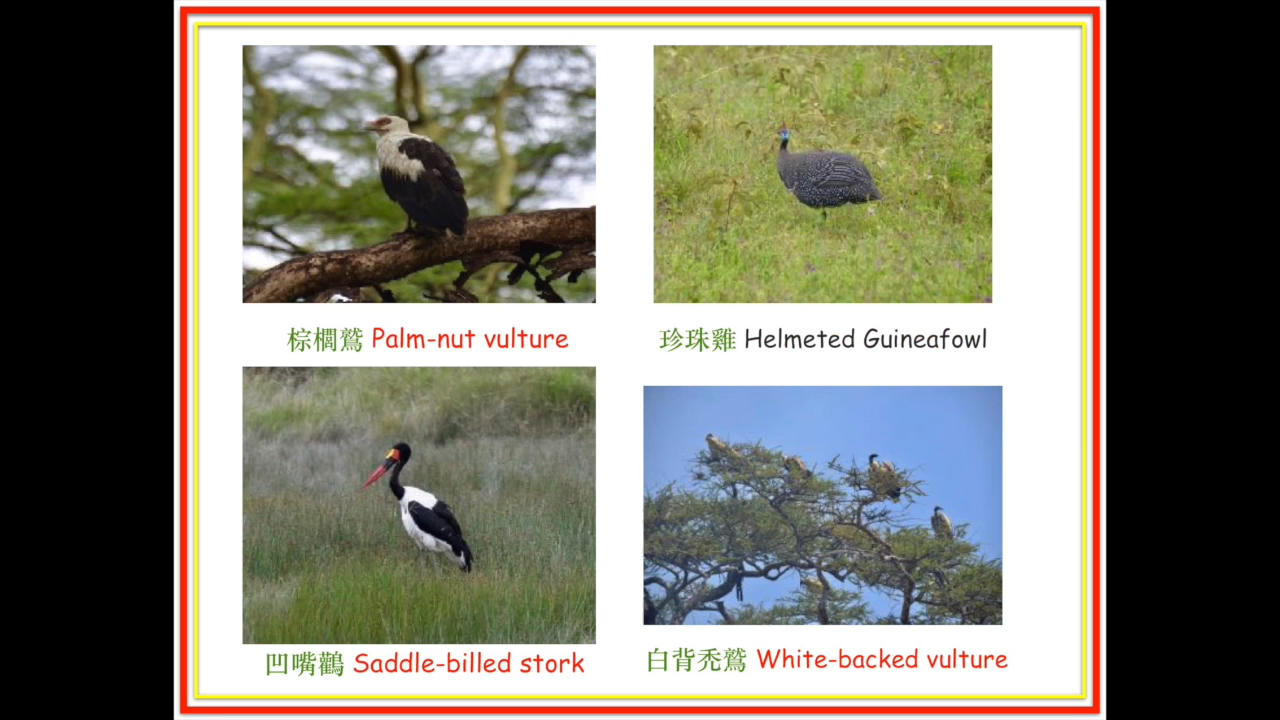 棕櫚鷲 Palm-nut vulture
珍珠雞 Helmeted Guineafowl
凹嘴鸛 Saddle-billed stork
白背禿鷲 White-backed vulture